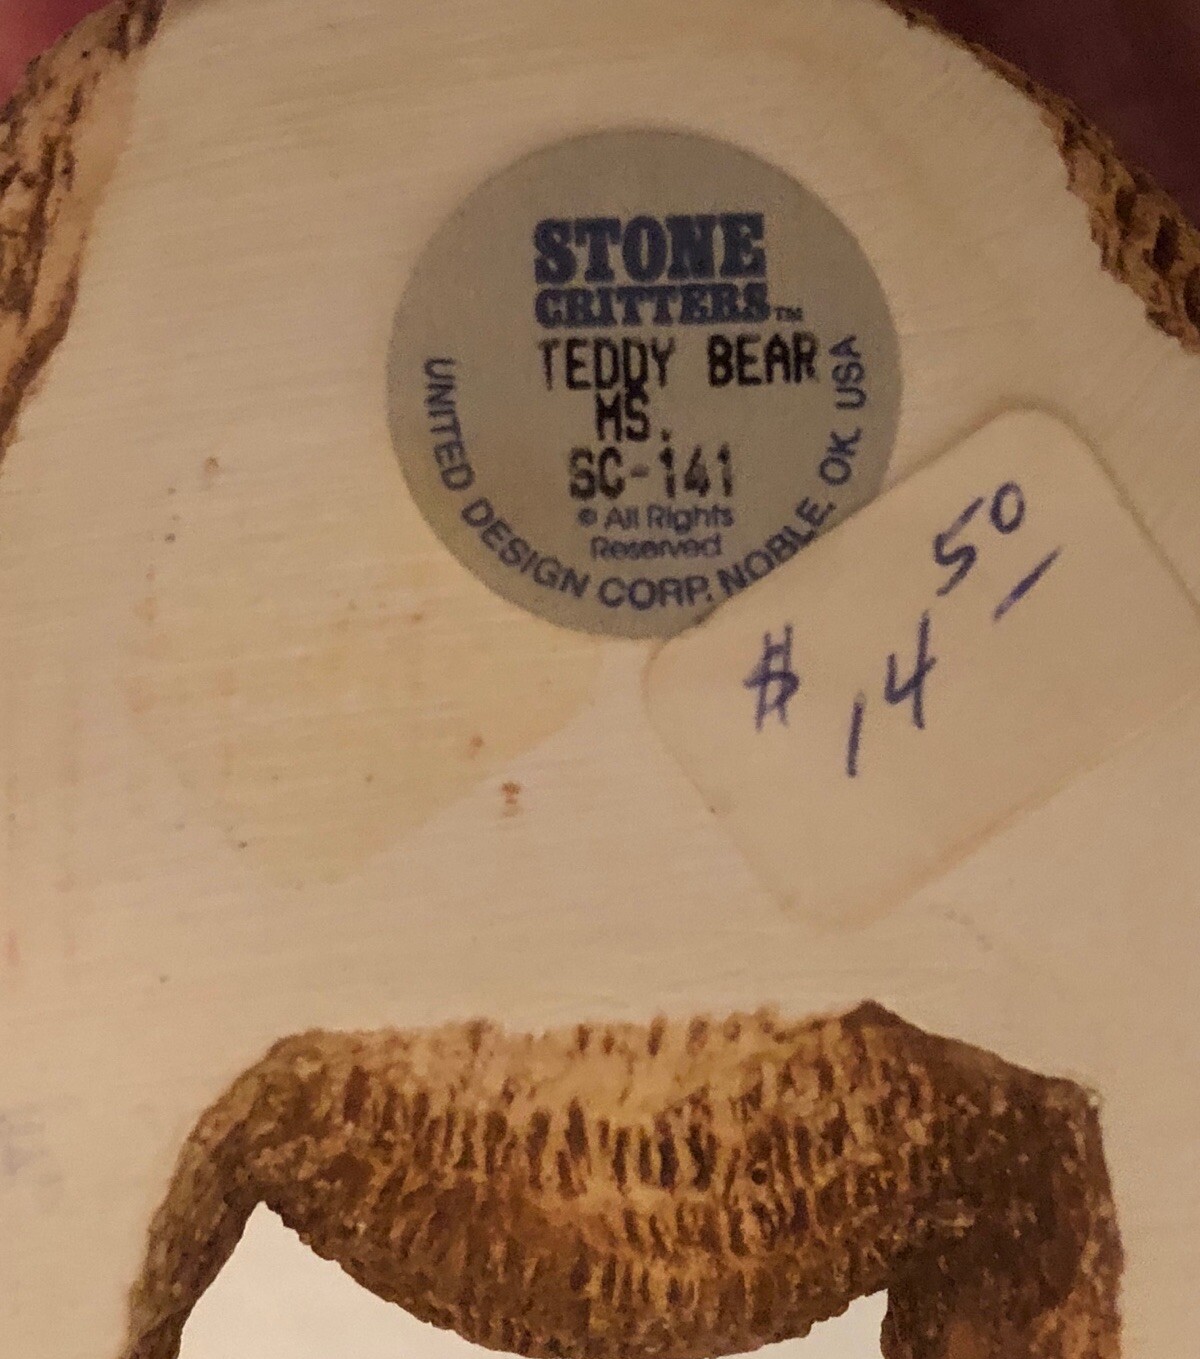 STONE
CRITTERS™
TEDDY BEAR
MS.
SC-141
© All Rights
Reserved
UNITED DESIGN CORP. NOBLE, OK. USA
$14 50